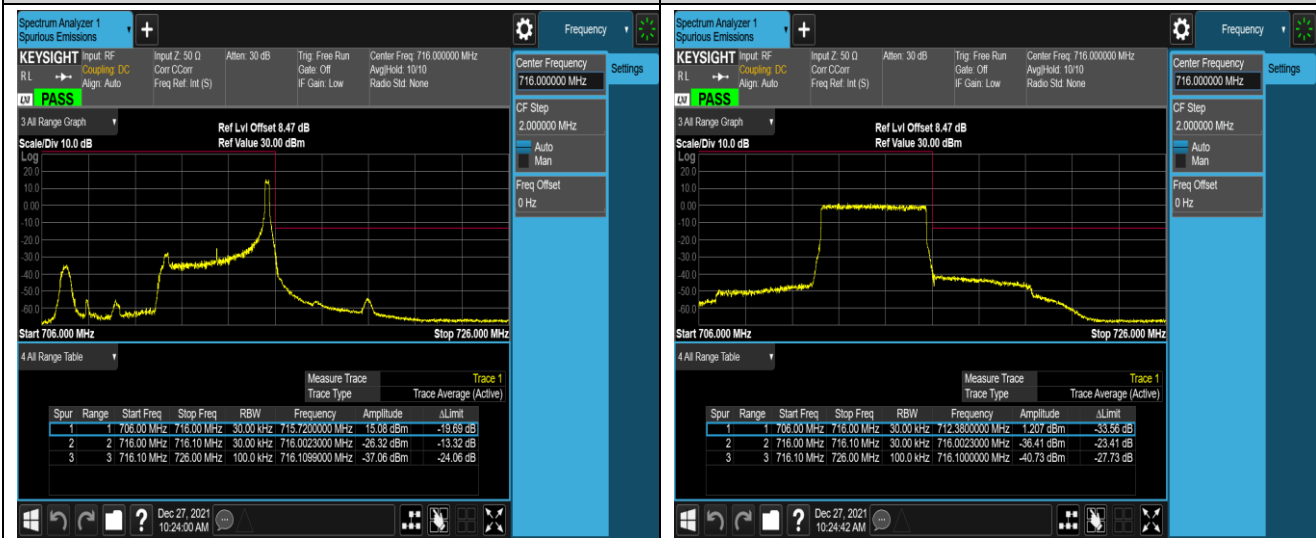 Spectrum Analyzer 1
Spurious Emissions
+
Frequency
KEYSIGHT Input: RF Input Z: 50 Ω Atten: 30 dB Trig: Free Run Center Freq: 716.000000 MHz
RL Coupling: DC Corr CCorr Gate: Off Avg|Hold: 10/10
Align: Auto Freq Ref: Int (S) IF Gain: Low Radio Std: None
LXI PASS
Center Frequency
716.000000 MHz
Settings
CF Step
2.000000 MHz
Auto
Man
Freq Offset
0 Hz
3 All Range Graph
Ref Lvl Offset 8.47 dB
Scale/Div 10.0 dB Ref Value 30.00 dBm
Log
20.0
10.0
0.00
-10.0
-20.0
-30.0
-40.0
-50.0
-60.0
Start 706.000 MHz Stop 726.000 MHz
4 All Range Table
Measure Trace Trace 1
Trace Type Trace Average (Active)
Spur Range Start Freq Stop Freq RBW Frequency Amplitude ΔLimit
1 1 706.00 MHz 716.00 MHz 30.00 kHz 715.7200000 MHz 15.08 dBm -19.69 dB
2 2 716.00 MHz 716.10 MHz 30.00 kHz 716.0023000 MHz -26.32 dBm -13.32 dB
3 3 716.10 MHz 726.00 MHz 100.0 kHz 716.1099000 MHz -37.06 dBm -24.06 dB
? Dec 27, 2021
10:24:00 AM
Spectrum Analyzer 1
Spurious Emissions
+
Frequency
KEYSIGHT Input: RF Input Z: 50 Ω Atten: 30 dB Trig: Free Run Center Freq: 716.000000 MHz
RL Coupling: DC Corr CCorr Gate: Off Avg|Hold: 10/10
Align: Auto Freq Ref: Int (S) IF Gain: Low Radio Std: None
LXI PASS
Center Frequency
716.000000 MHz
Settings
CF Step
2.000000 MHz
Auto
Man
Freq Offset
0 Hz
3 All Range Graph
Ref Lvl Offset 8.47 dB
Scale/Div 10.0 dB Ref Value 30.00 dBm
Log
20.0
10.0
0.00
-10.0
-20.0
-30.0
-40.0
-50.0
-60.0
Start 706.000 MHz Stop 726.000 MHz
4 All Range Table
Measure Trace Trace 1
Trace Type Trace Average (Active)
Spur Range Start Freq Stop Freq RBW Frequency Amplitude ΔLimit
1 1 706.00 MHz 716.00 MHz 30.00 kHz 712.3800000 MHz 1.207 dBm -33.56 dB
2 2 716.00 MHz 716.10 MHz 30.00 kHz 716.0023000 MHz -36.41 dBm -23.41 dB
3 3 716.10 MHz 726.00 MHz 100.0 kHz 716.1000000 MHz -40.73 dBm -27.73 dB
? Dec 27, 2021
10:24:42 AM